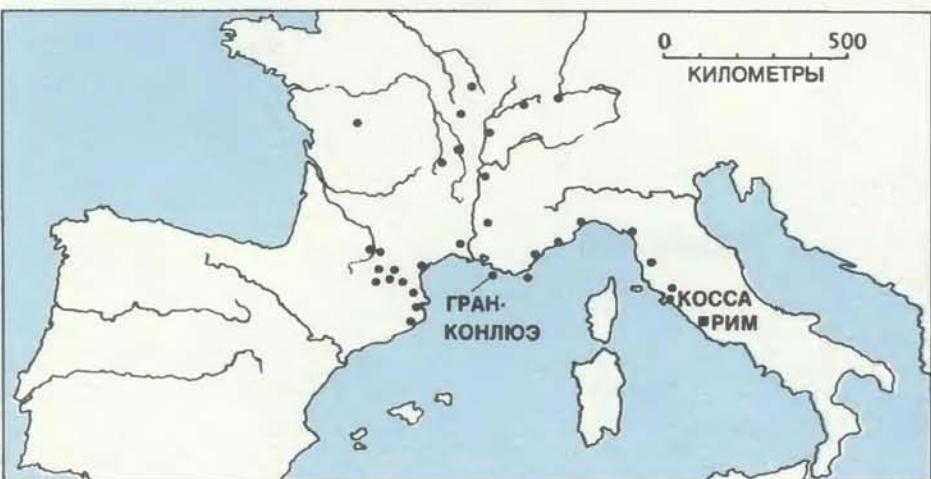 0 500
КИЛОМЕТРЫ
ГРАН-
КОНЛЮЭ
КОССА
РИМ